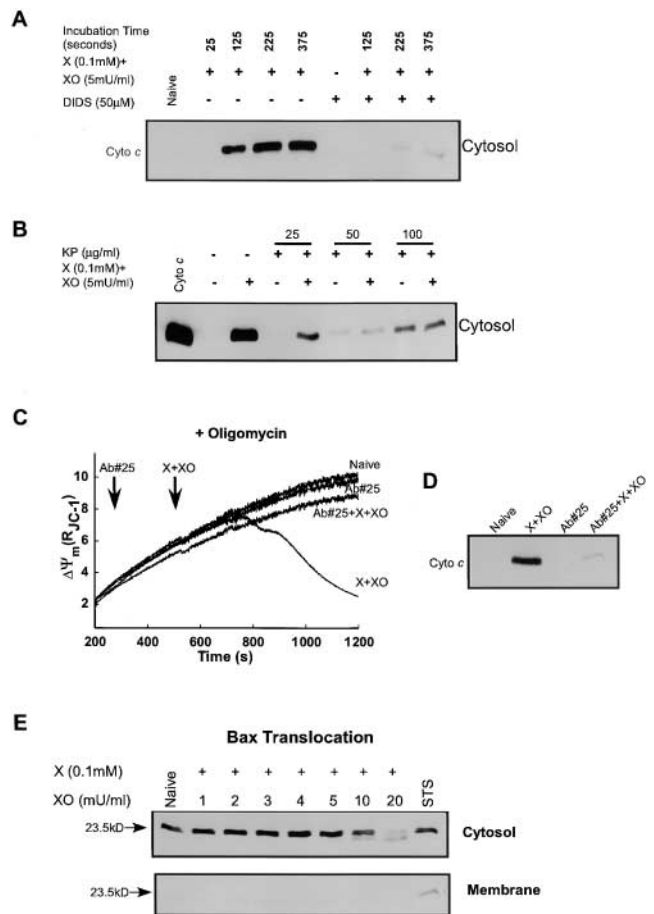 A
Incubation Time
(seconds)
25 125 225 375 125 225 375
X (0.1mM)+
XO (5mU/ml) + + + + - + + +
Naive
DIDS (50µM) - - - - + + + +
Cyto c
Cytosol
B
25 50 100
KP (µg/ml) - - + + + + + +
X (0.1mM)+
XO (5mU/ml) - + - + - + - +
Cyto c
Cytosol
C
+ Oligomycin
Ab#25 X+XO
Naive
Ab#25
Ab#25+X+XO
X+XO
ΔΨm(RJC-1)
10
8
6
4
2
200 400 600 800 1000 1200
Time (s)
D
Naive X+XO Ab#25 Ab#25+X+XO
Cyto c
E
Bax Translocation
X (0.1mM) + + + + + + +
XO (mU/ml) Naive 1 2 3 4 5 10 20 STS
23.5kD Cytosol
23.5kD Membrane